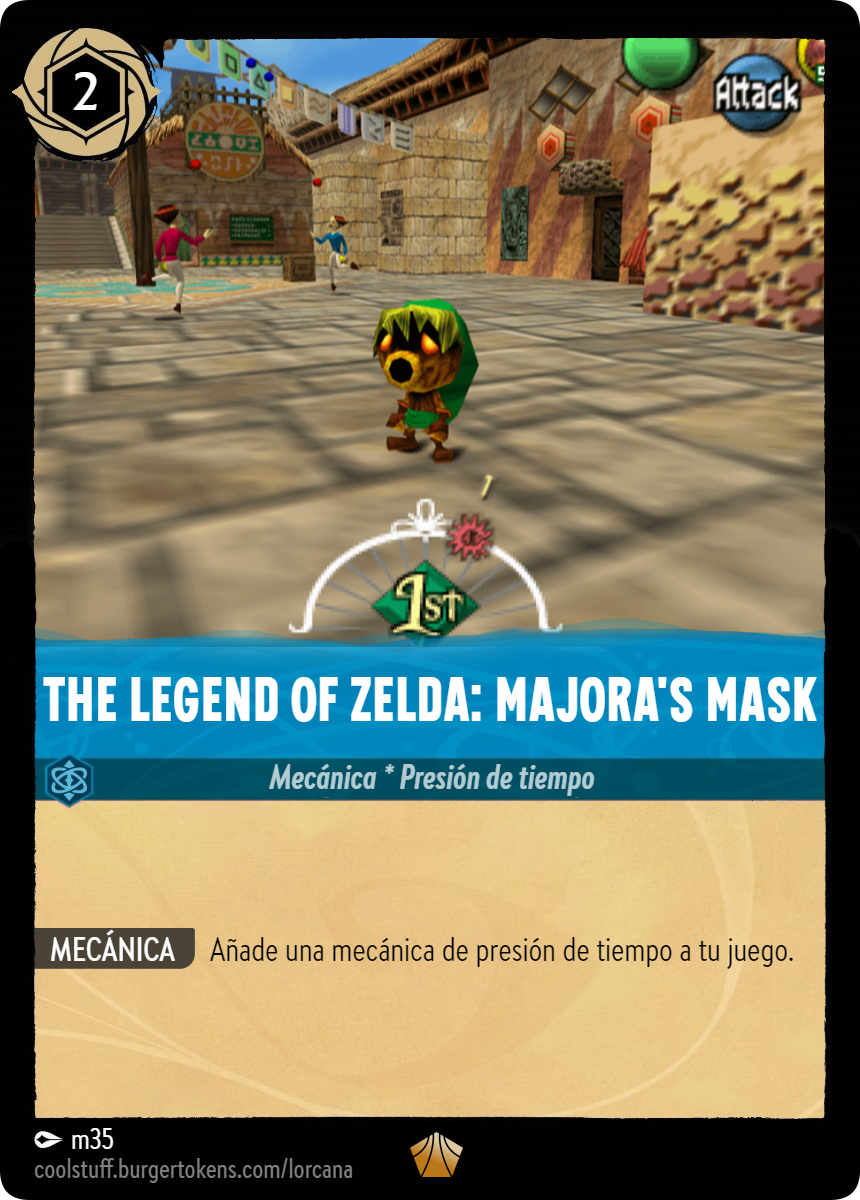 2
Attack
1
1ST
THE LEGEND OF ZELDA: MAJORA'S MASK
Mecánica * Presión de tiempo
MECÁNICA Añade una mecánica de presión de tiempo a tu juego.
m35
coolstuff.burgertokens.com/lorcana